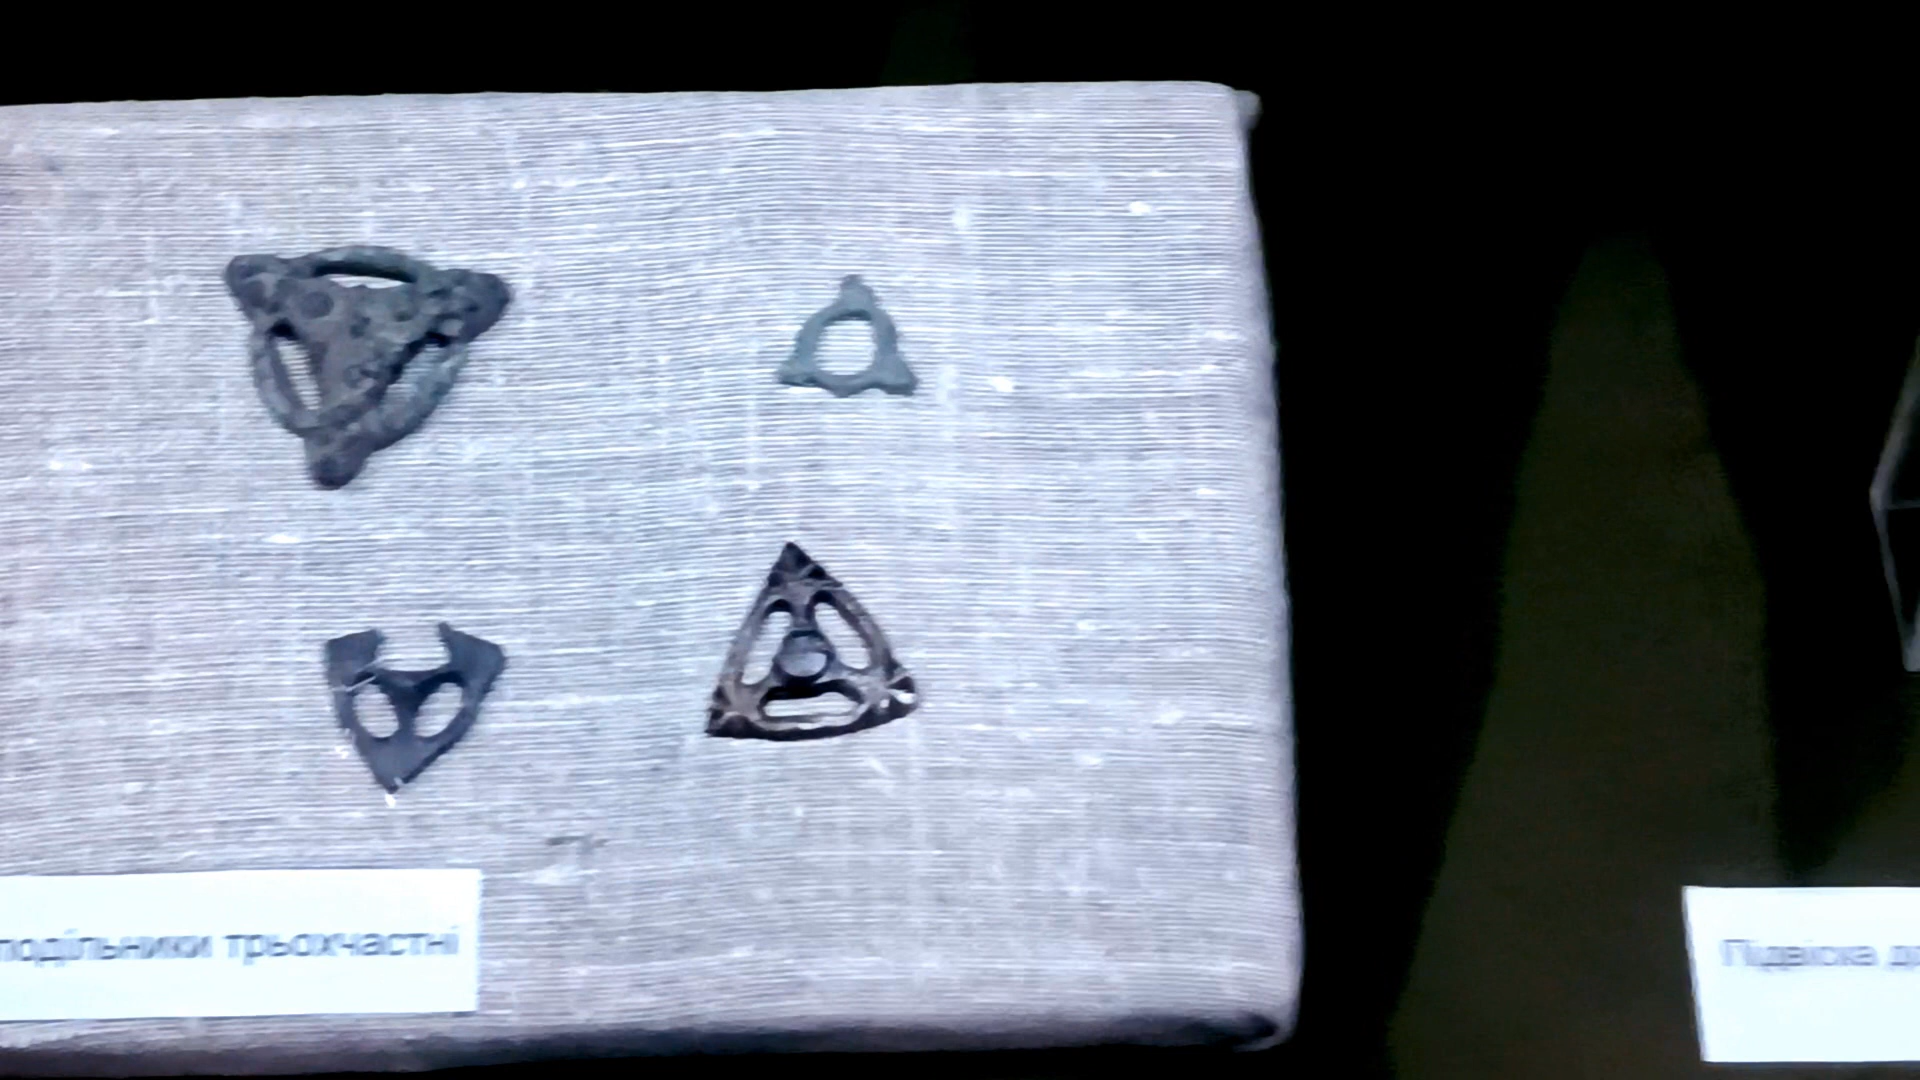 подільники трьохчастні
Підвіска